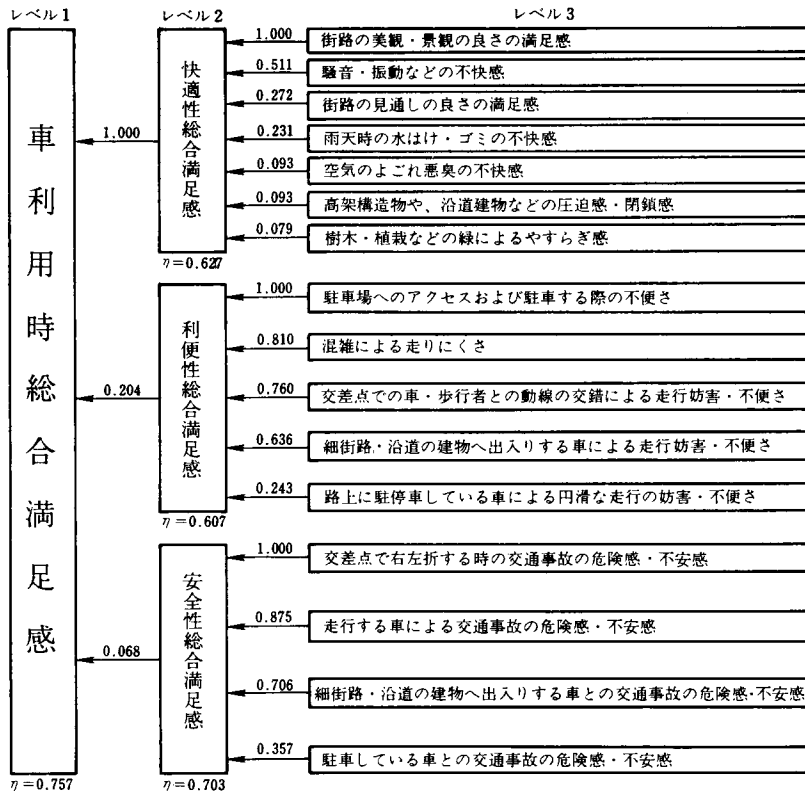 レベル1
レベル2
レベル3
車利用時総合満足感
η=0.757
1.000
快適性総合満足感
η=0.627
1.000
街路の美観・景観の良さの満足感
0.511
騒音・振動などの不快感
0.272
街路の見通しの良さの満足感
0.231
雨天時の水はけ・ゴミの不快感
0.093
空気のよごれ悪臭の不快感
0.093
高架構造物や、沿道建物などの圧迫感・閉鎖感
0.079
樹木・植栽などの緑によるやすらぎ感
0.204
利便性総合満足感
η=0.607
1.000
駐車場へのアクセスおよび駐車する際の不便さ
0.810
混雑による走りにくさ
0.760
交差点での車・歩行者との動線の交錯による走行妨害・不便さ
0.636
細街路・沿道の建物へ出入りする車による走行妨害・不便さ
0.243
路上に駐停車している車による円滑な走行の妨害・不便さ
0.068
安全性総合満足感
η=0.703
1.000
交差点で右左折する時の交通事故の危険感・不安感
0.875
走行する車による交通事故の危険感・不安感
0.706
細街路・沿道の建物へ出入りする車との交通事故の危険感・不安感
0.357
駐車している車との交通事故の危険感・不安感